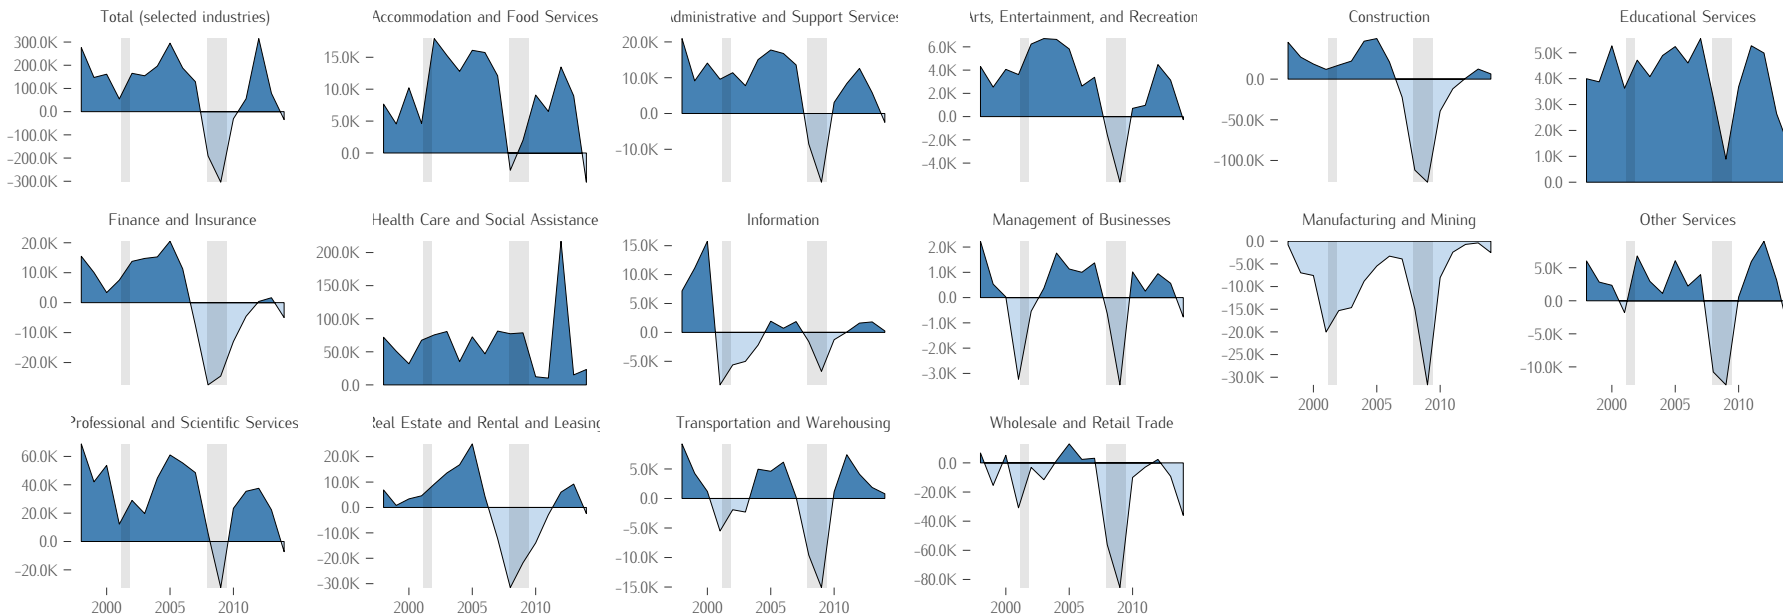 Total (selected industries)
300.0K
200.0K
100.0K
0.0
-100.0K
-200.0K
-300.0K
Accommodation and Food Services
15.0K
10.0K
5.0K
0.0
Administrative and Support Services
20.0K
10.0K
0.0
-10.0K
Arts, Entertainment, and Recreation
6.0K
4.0K
2.0K
0.0
-2.0K
-4.0K
Construction
0.0
-50.0K
-100.0K
Educational Services
5.0K
4.0K
3.0K
2.0K
1.0K
0.0
Finance and Insurance
20.0K
10.0K
0.0
-10.0K
-20.0K
Health Care and Social Assistance
200.0K
150.0K
100.0K
50.0K
0.0
Information
15.0K
10.0K
5.0K
0.0
-5.0K
Management of Businesses
2.0K
1.0K
0.0
-1.0K
-2.0K
-3.0K
Manufacturing and Mining
0.0
-5.0K
-10.0K
-15.0K
-20.0K
-25.0K
-30.0K
2000 2005 2010
Other Services
5.0K
0.0
-5.0K
-10.0K
2000 2005 2010
Professional and Scientific Services
60.0K
40.0K
20.0K
0.0
-20.0K
2000 2005 2010
Real Estate and Rental and Leasing
20.0K
10.0K
0.0
-10.0K
-20.0K
-30.0K
2000 2005 2010
Transportation and Warehousing
5.0K
0.0
-5.0K
-10.0K
-15.0K
2000 2005 2010
Wholesale and Retail Trade
0.0
-20.0K
-40.0K
-60.0K
-80.0K
2000 2005 2010